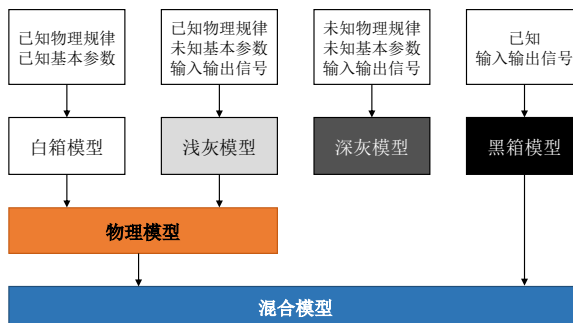 已知物理规律
已知基本参数
已知物理规律
未知基本参数
输入输出信号
未知物理规律
未知基本参数
输入输出信号
已知
输入输出信号
白箱模型
浅灰模型
深灰模型
黑箱模型
物理模型
混合模型